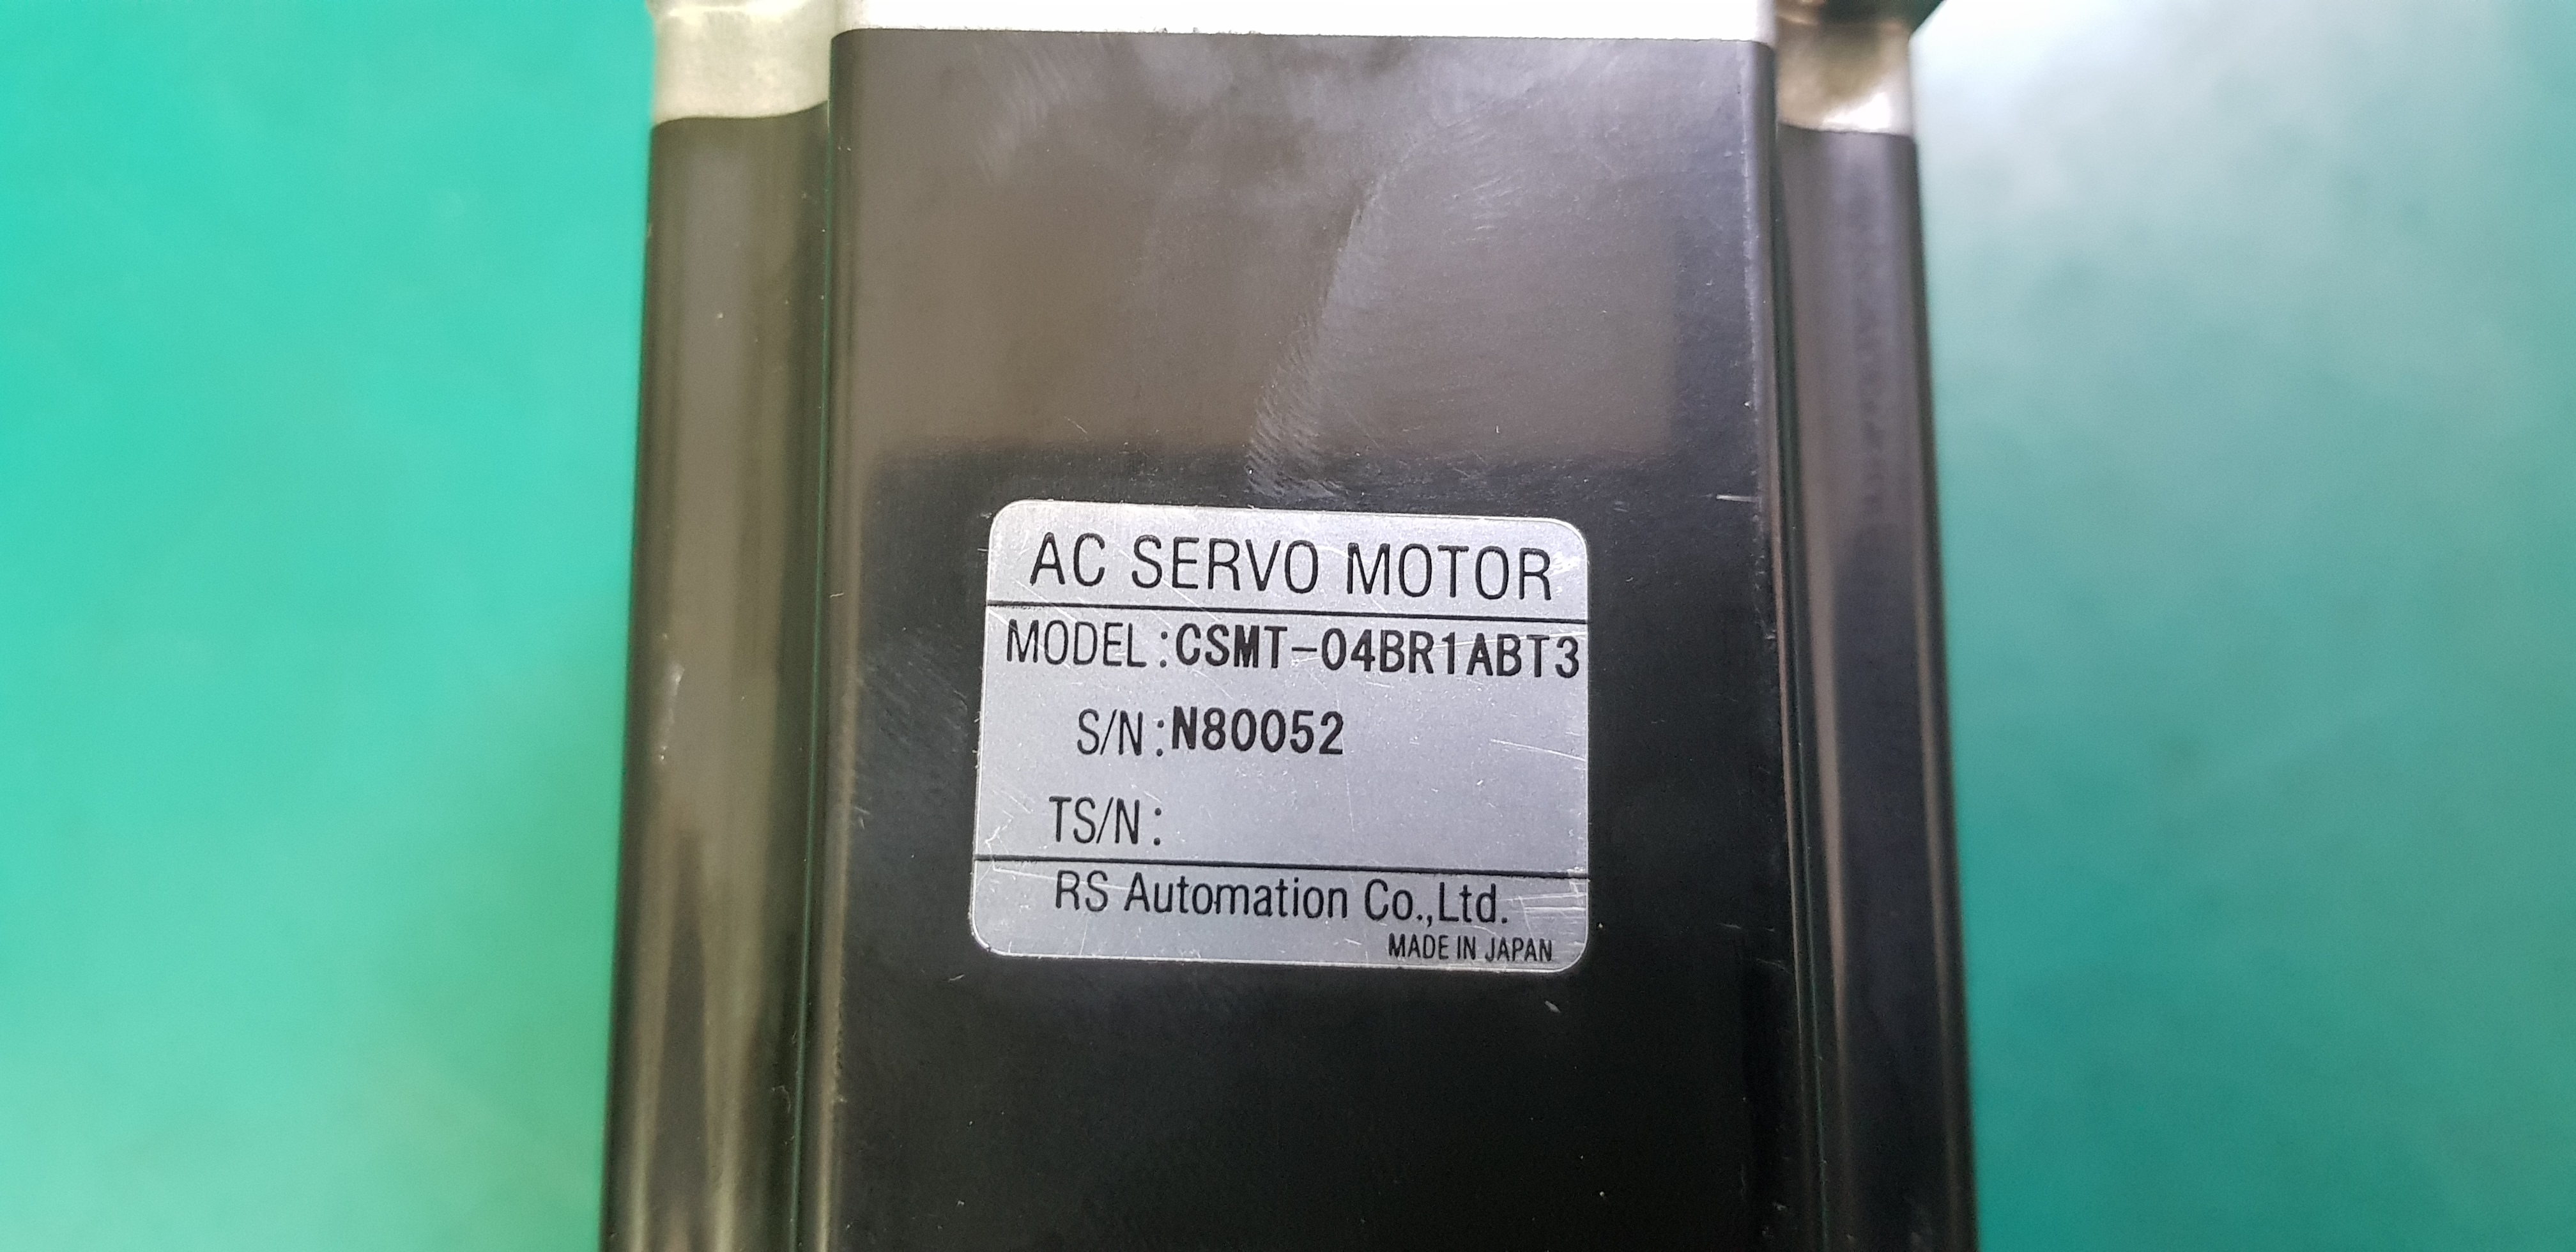 AC SERVO MOTOR
MODEL:CSMT-04BR1ABT3
S/N:N80052
TS/N:
RS Automation Co.,Ltd.
MADE IN JAPAN